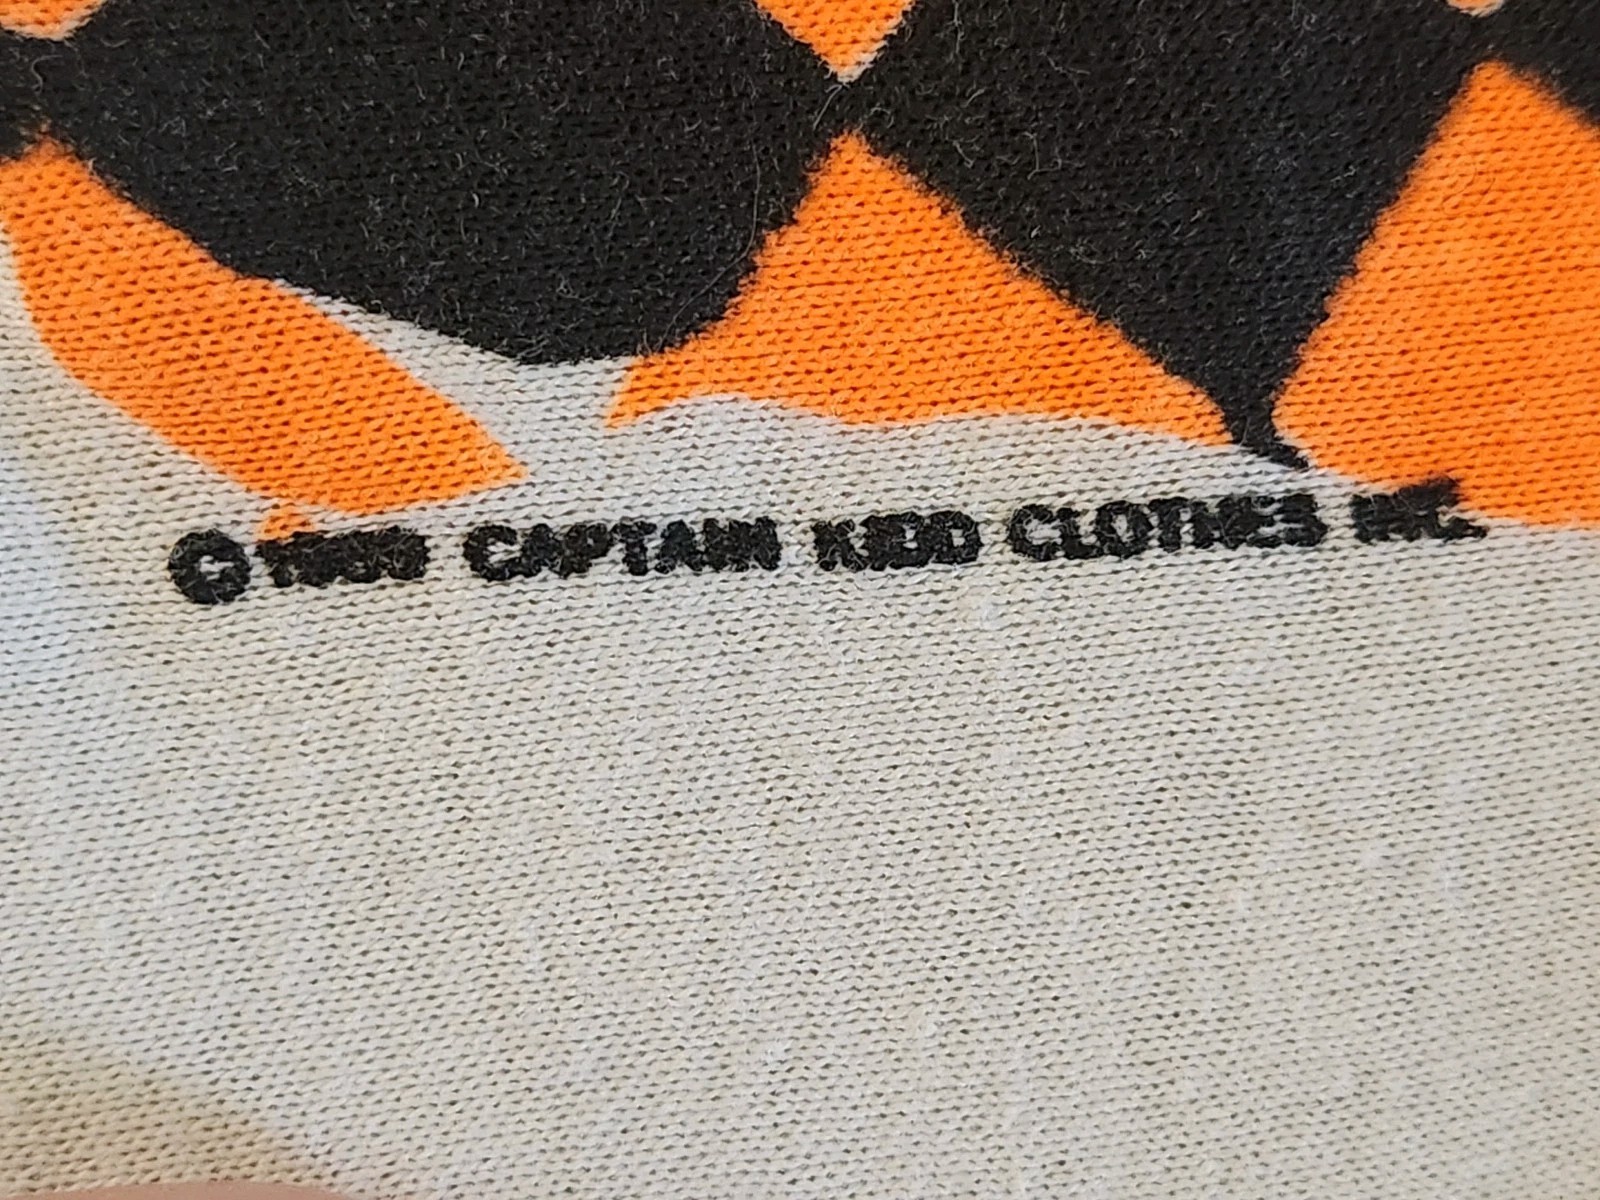 © CAPTAIN KIDD CLOTHES INC.